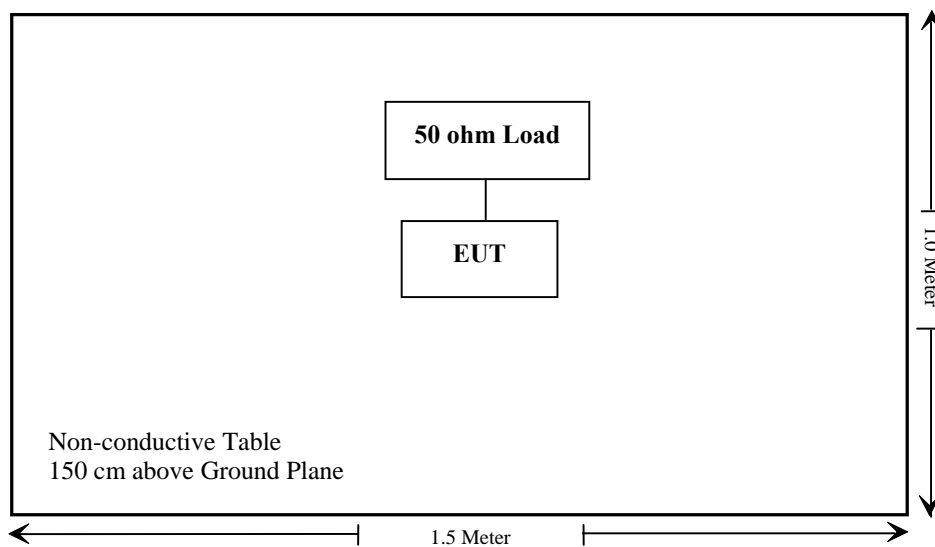 50 ohm Load
EUT
1.0 Meter
Non-conductive Table
150 cm above Ground Plane
1.5 Meter